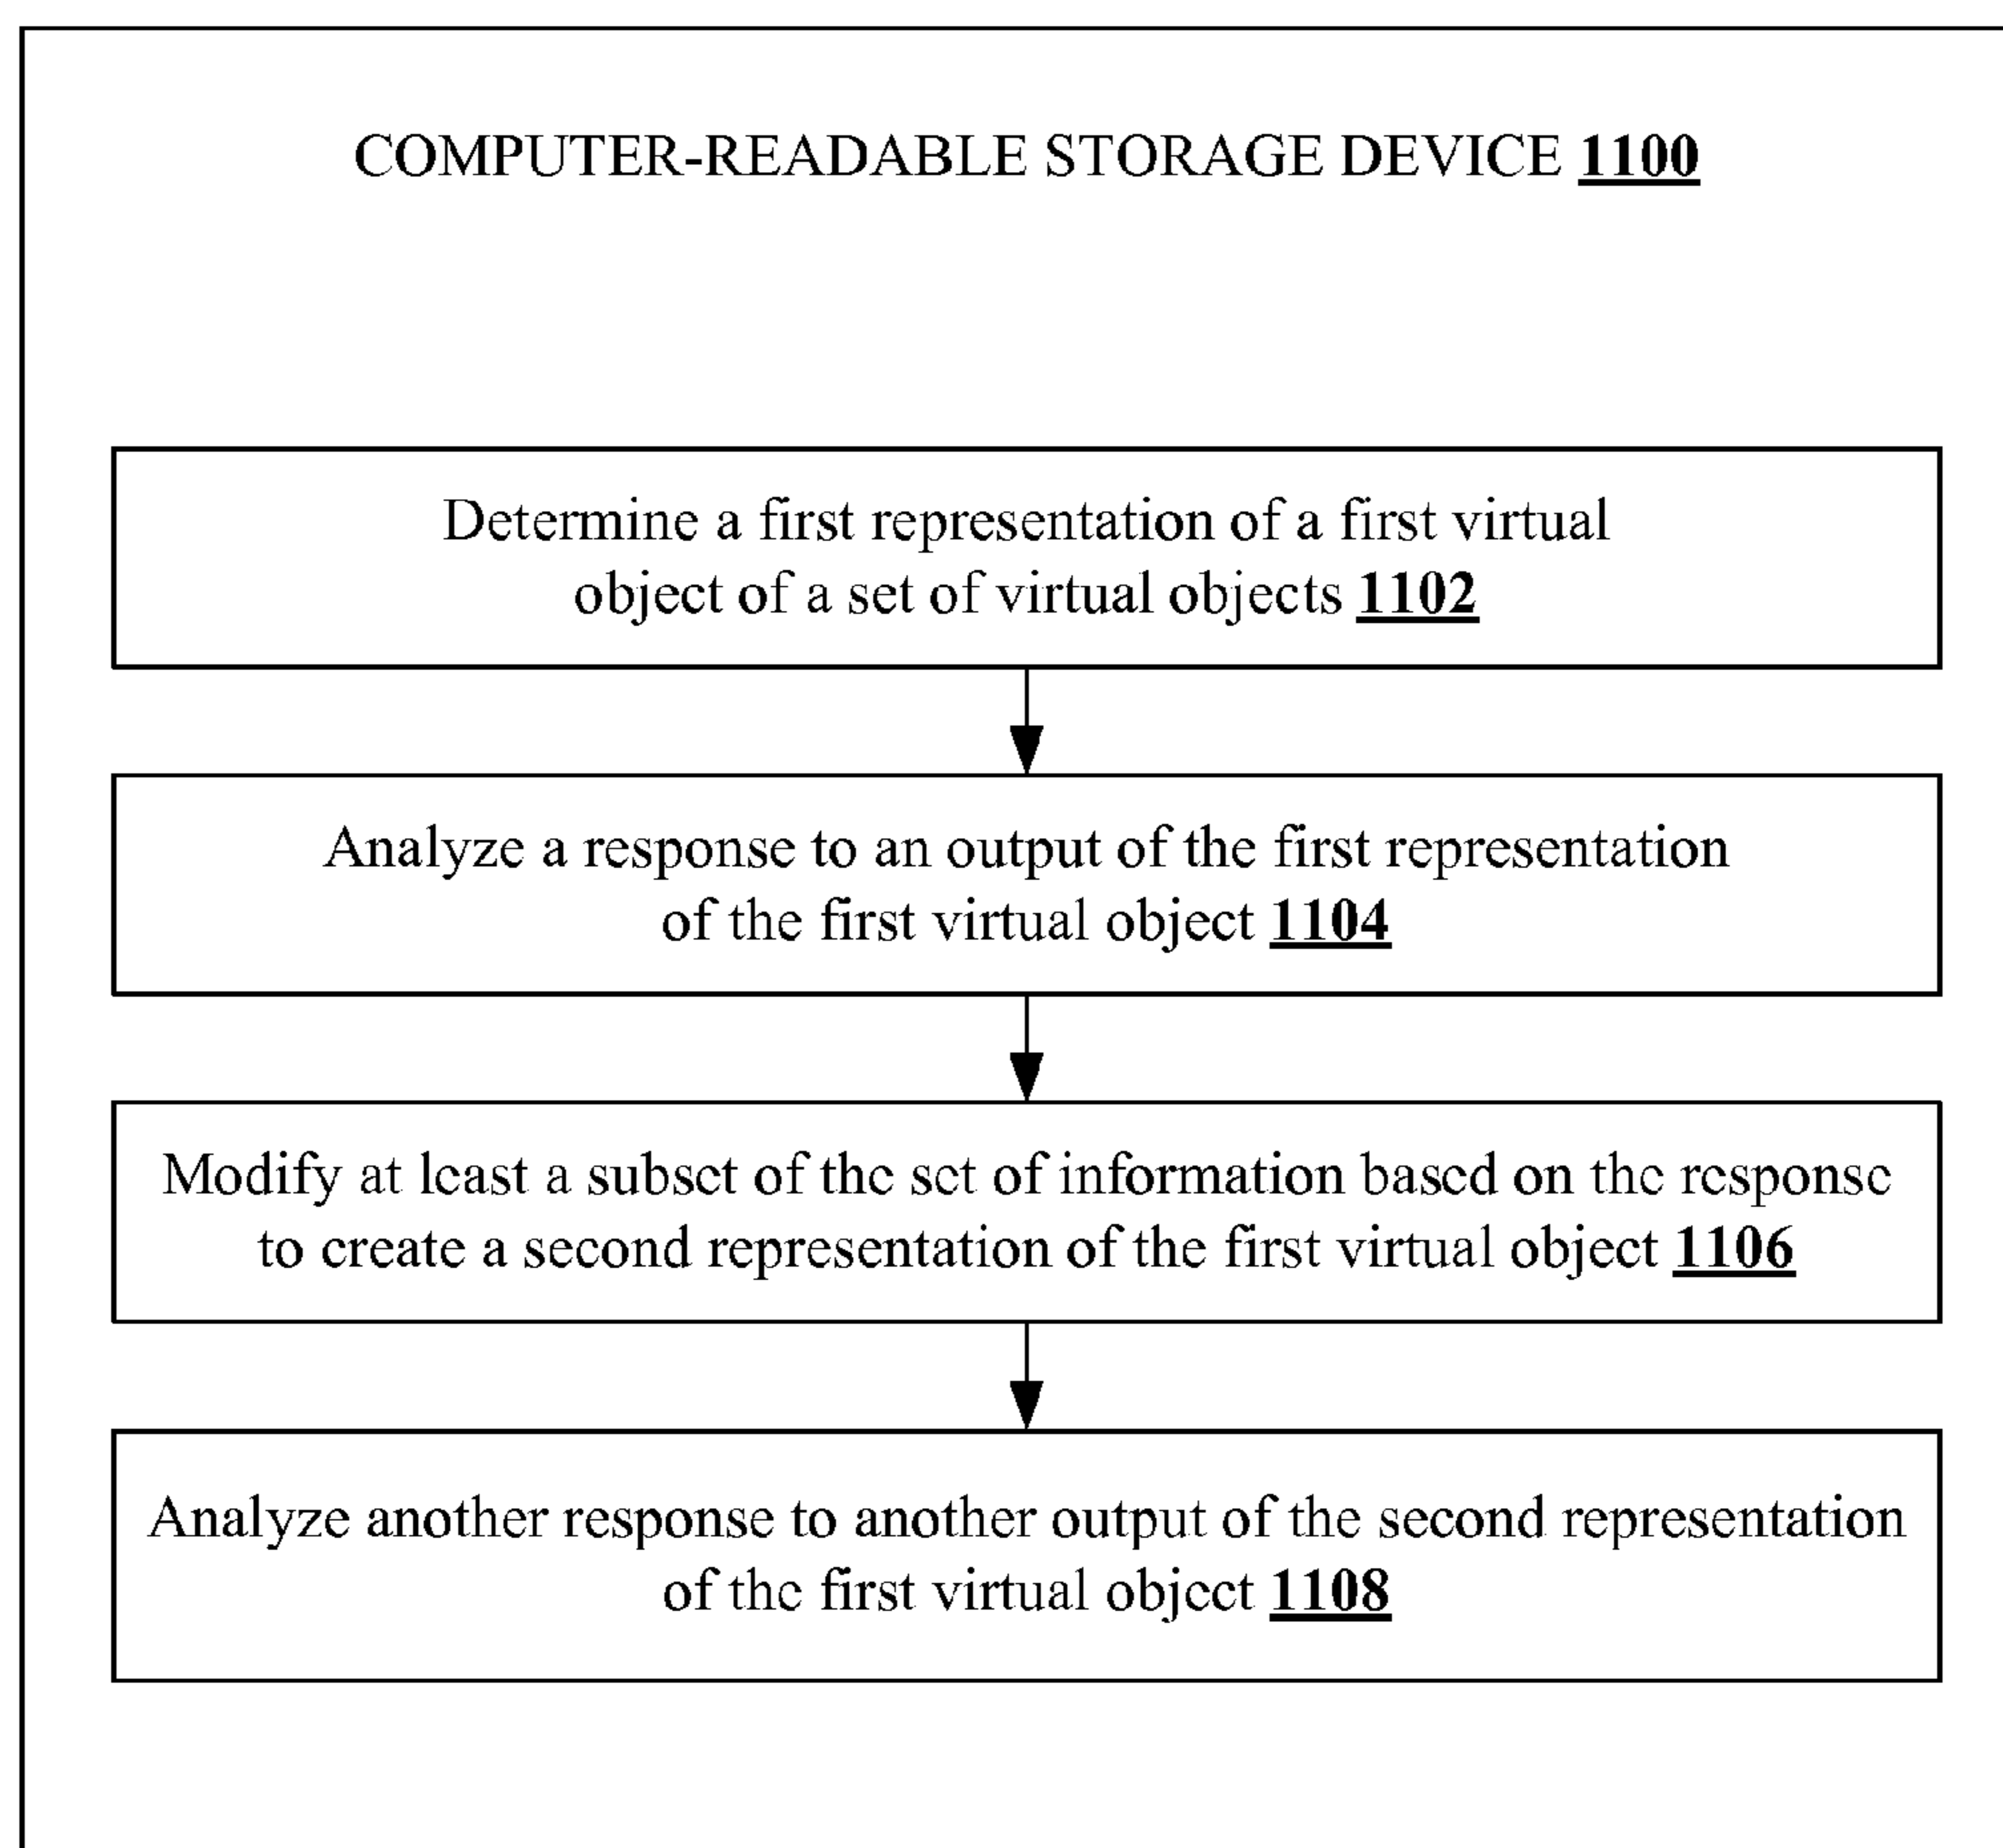 COMPUTER-READABLE STORAGE DEVICE 1100
Determine a first representation of a first virtual
object of a set of virtual objects 1102
Analyze a response to an output of the first representation
of the first virtual object 1104
Modify at least a subset of the set of information based on the response
to create a second representation of the first virtual object 1106
Analyze another response to another output of the second representation
of the first virtual object 1108